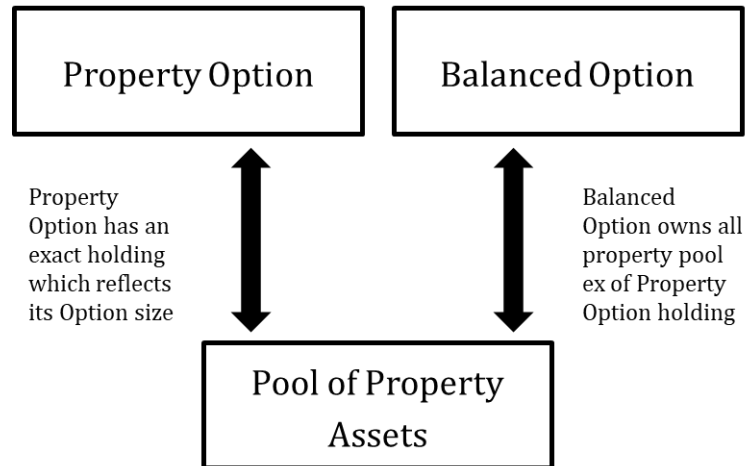 Property Option
Balanced Option
Property
Option has an
exact holding
which reflects
its Option size
Balanced
Option owns all
property pool
ex of Property
Option holding
Pool of Property
Assets